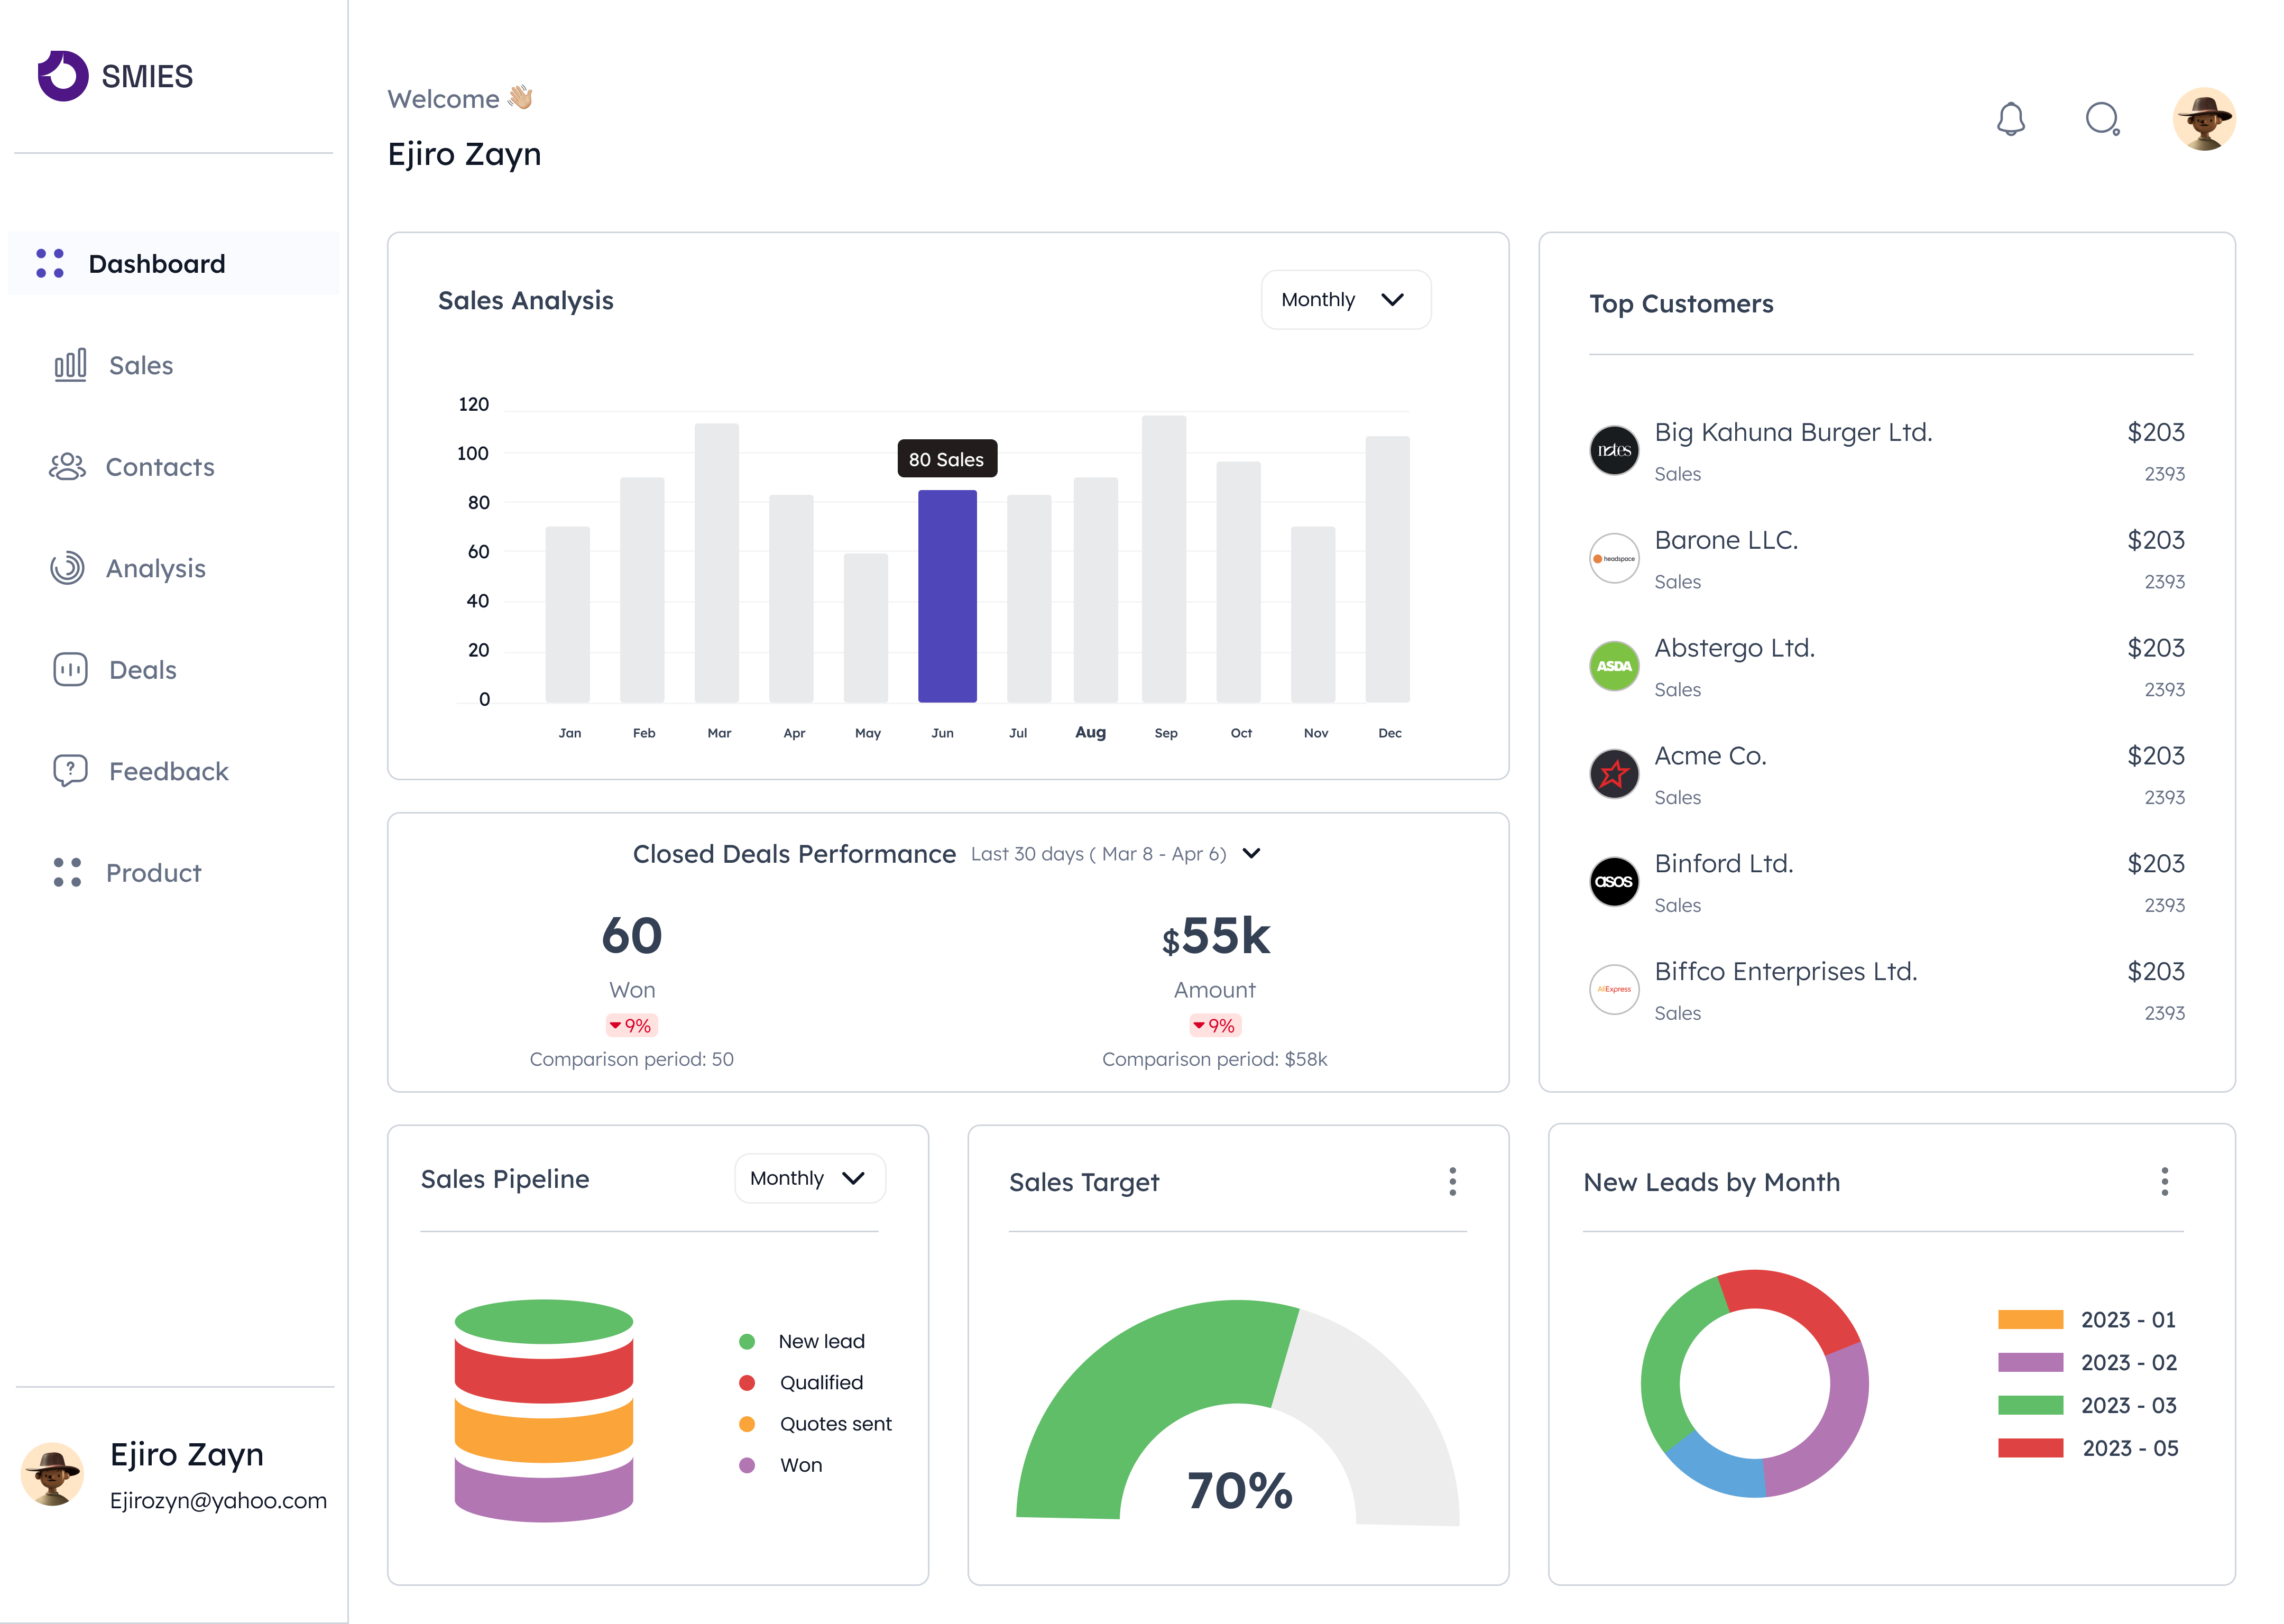 SMIES
Dashboard
Sales
Contacts
Analysis
Deals
Feedback
Product
Ejiro Zayn
Ejirozyn@yahoo.com
Welcome 👋🏼
Ejiro Zayn
Sales Analysis
Monthly
120
100
80
60
40
20
0
80 Sales
Jan Feb Mar Apr May Jun Jul Aug Sep Oct Nov Dec
Top Customers
notes
Big Kahuna Burger Ltd. $203
Sales 2393
headspace
Barone LLC. $203
Sales 2393
ASDA
Abstergo Ltd. $203
Sales 2393
Acme Co. $203
Sales 2393
asos
Binford Ltd. $203
Sales 2393
AliExpress
Biffco Enterprises Ltd. $203
Sales 2393
Closed Deals Performance Last 30 days ( Mar 8 - Apr 6)
60
Won
9%
Comparison period: 50
$55k
Amount
9%
Comparison period: $58k
Sales Pipeline
Monthly
New lead
Qualified
Quotes sent
Won
Sales Target
70%
New Leads by Month
2023 - 01
2023 - 02
2023 - 03
2023 - 05